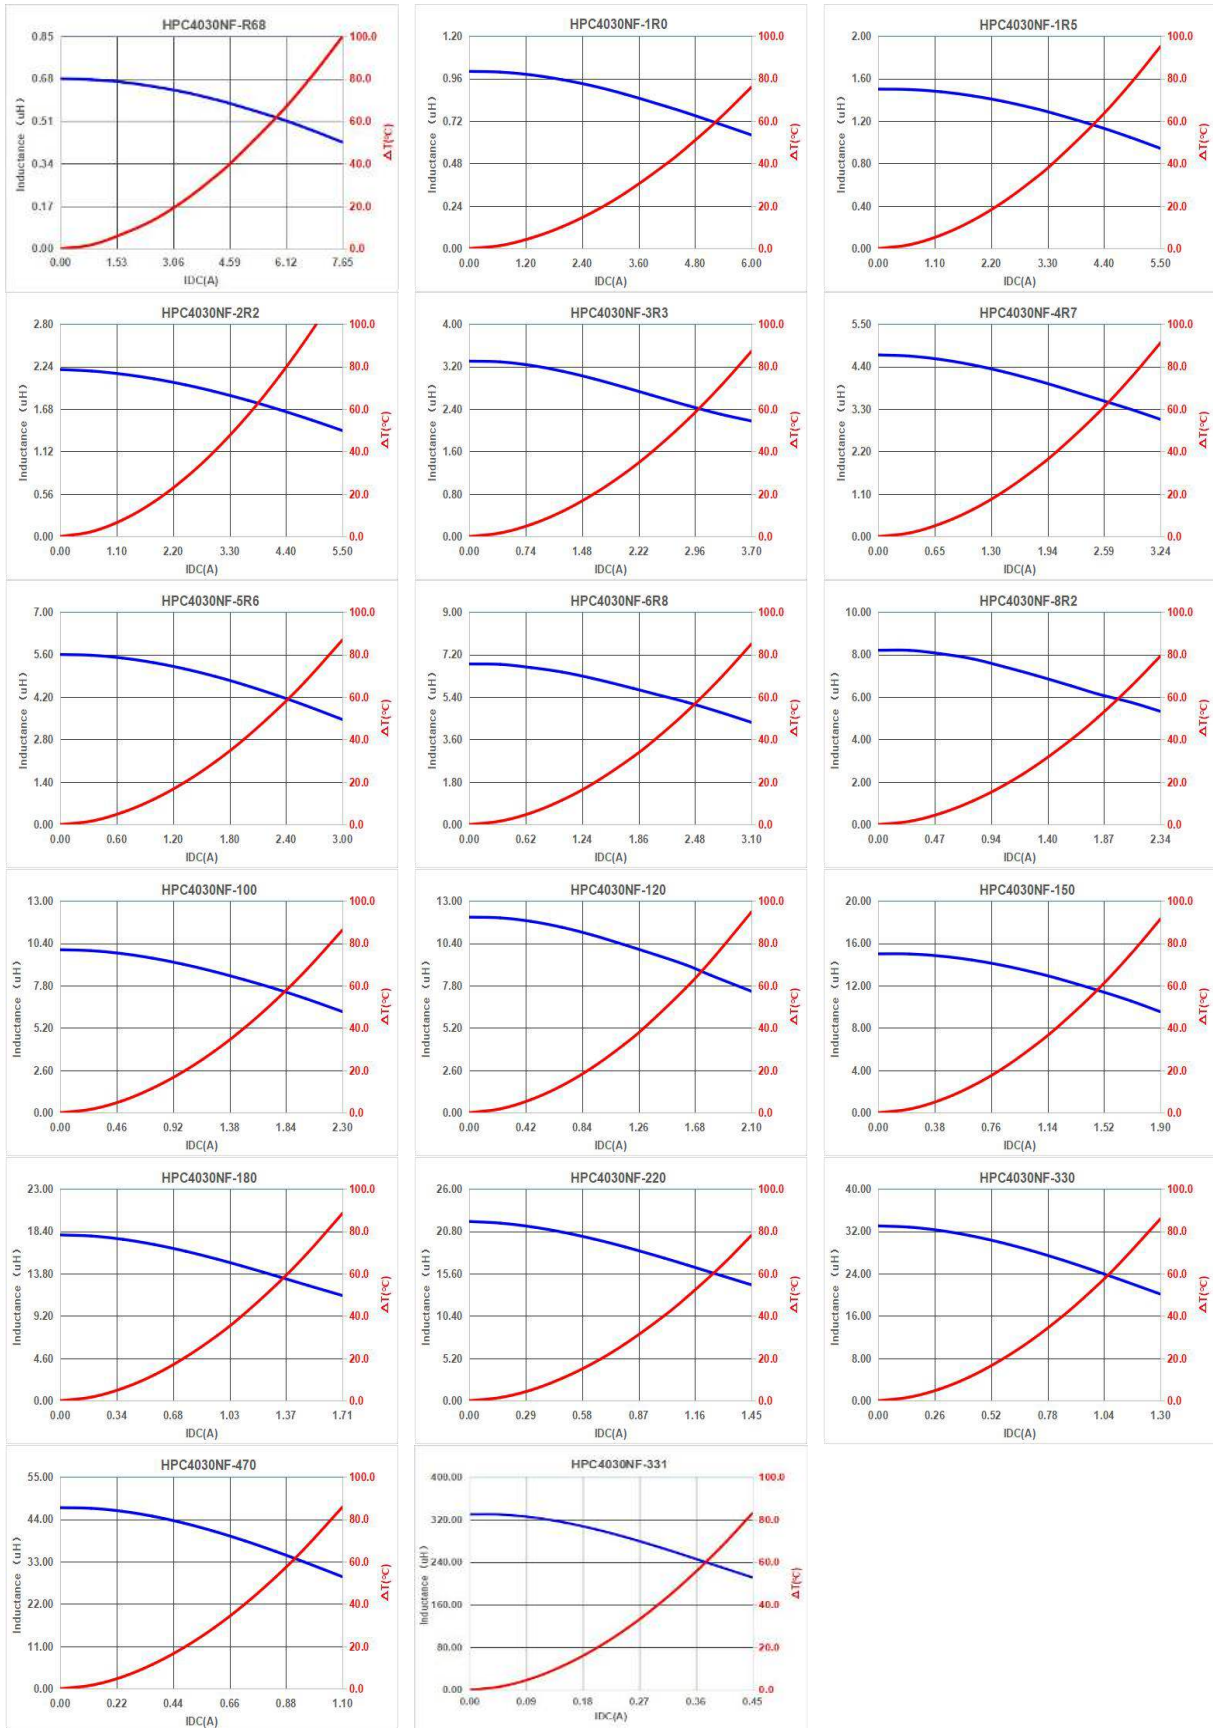 HPC4030NF-R68
0.85 100.0
0.68 80.0
0.51 60.0
0.34 40.0
0.17 20.0
0.00 0.0
0.00 1.53 3.06 4.59 6.12 7.65
IDC(A)
Inductance (uH)
ΔT(℃)
HPC4030NF-1R0
1.20 100.0
0.96 80.0
0.72 60.0
0.48 40.0
0.24 20.0
0.00 0.0
0.00 1.20 2.40 3.60 4.80 6.00
IDC(A)
Inductance (uH)
ΔT(℃)
HPC4030NF-1R5
2.00 100.0
1.60 80.0
1.20 60.0
0.80 40.0
0.40 20.0
0.00 0.0
0.00 1.10 2.20 3.30 4.40 5.50
IDC(A)
Inductance (uH)
ΔT(℃)
HPC4030NF-2R2
2.80 100.0
2.24 80.0
1.68 60.0
1.12 40.0
0.56 20.0
0.00 0.0
0.00 1.10 2.20 3.30 4.40 5.50
IDC(A)
Inductance (uH)
ΔT(℃)
HPC4030NF-3R3
4.00 100.0
3.20 80.0
2.40 60.0
1.60 40.0
0.80 20.0
0.00 0.0
0.00 0.74 1.48 2.22 2.96 3.70
IDC(A)
Inductance (uH)
ΔT(℃)
HPC4030NF-4R7
5.50 100.0
4.40 80.0
3.30 60.0
2.20 40.0
1.10 20.0
0.00 0.0
0.00 0.65 1.30 1.94 2.59 3.24
IDC(A)
Inductance (uH)
ΔT(℃)
HPC4030NF-5R6
7.00 100.0
5.60 80.0
4.20 60.0
2.80 40.0
1.40 20.0
0.00 0.0
0.00 0.60 1.20 1.80 2.40 3.00
IDC(A)
Inductance (uH)
ΔT(℃)
HPC4030NF-6R8
9.00 100.0
7.20 80.0
5.40 60.0
3.60 40.0
1.80 20.0
0.00 0.0
0.00 0.62 1.24 1.86 2.48 3.10
IDC(A)
Inductance (uH)
ΔT(℃)
HPC4030NF-8R2
10.00 100.0
8.00 80.0
6.00 60.0
4.00 40.0
2.00 20.0
0.00 0.0
0.00 0.47 0.94 1.40 1.87 2.34
IDC(A)
Inductance (uH)
ΔT(℃)
HPC4030NF-100
13.00 100.0
10.40 80.0
7.80 60.0
5.20 40.0
2.60 20.0
0.00 0.0
0.00 0.46 0.92 1.38 1.84 2.30
IDC(A)
Inductance (uH)
ΔT(℃)
HPC4030NF-120
13.00 100.0
10.40 80.0
7.80 60.0
5.20 40.0
2.60 20.0
0.00 0.0
0.00 0.42 0.84 1.26 1.68 2.10
IDC(A)
Inductance (uH)
ΔT(℃)
HPC4030NF-150
20.00 100.0
16.00 80.0
12.00 60.0
8.00 40.0
4.00 20.0
0.00 0.0
0.00 0.38 0.76 1.14 1.52 1.90
IDC(A)
Inductance (uH)
ΔT(℃)
HPC4030NF-180
23.00 100.0
18.40 80.0
13.80 60.0
9.20 40.0
4.60 20.0
0.00 0.0
0.00 0.34 0.68 1.03 1.37 1.71
IDC(A)
Inductance (uH)
ΔT(℃)
HPC4030NF-220
26.00 100.0
20.80 80.0
15.60 60.0
10.40 40.0
5.20 20.0
0.00 0.0
0.00 0.29 0.58 0.87 1.16 1.45
IDC(A)
Inductance (uH)
ΔT(℃)
HPC4030NF-330
40.00 100.0
32.00 80.0
24.00 60.0
16.00 40.0
8.00 20.0
0.00 0.0
0.00 0.26 0.52 0.78 1.04 1.30
IDC(A)
Inductance (uH)
ΔT(℃)
HPC4030NF-470
55.00 100.0
44.00 80.0
33.00 60.0
22.00 40.0
11.00 20.0
0.00 0.0
0.00 0.22 0.44 0.66 0.88 1.10
IDC(A)
Inductance (uH)
ΔT(℃)
HPC4030NF-331
400.00 100.0
320.00 80.0
240.00 60.0
160.00 40.0
80.00 20.0
0.00 0.0
0.00 0.09 0.18 0.27 0.36 0.45
IDC(A)
Inductance (uH)
ΔT(℃)